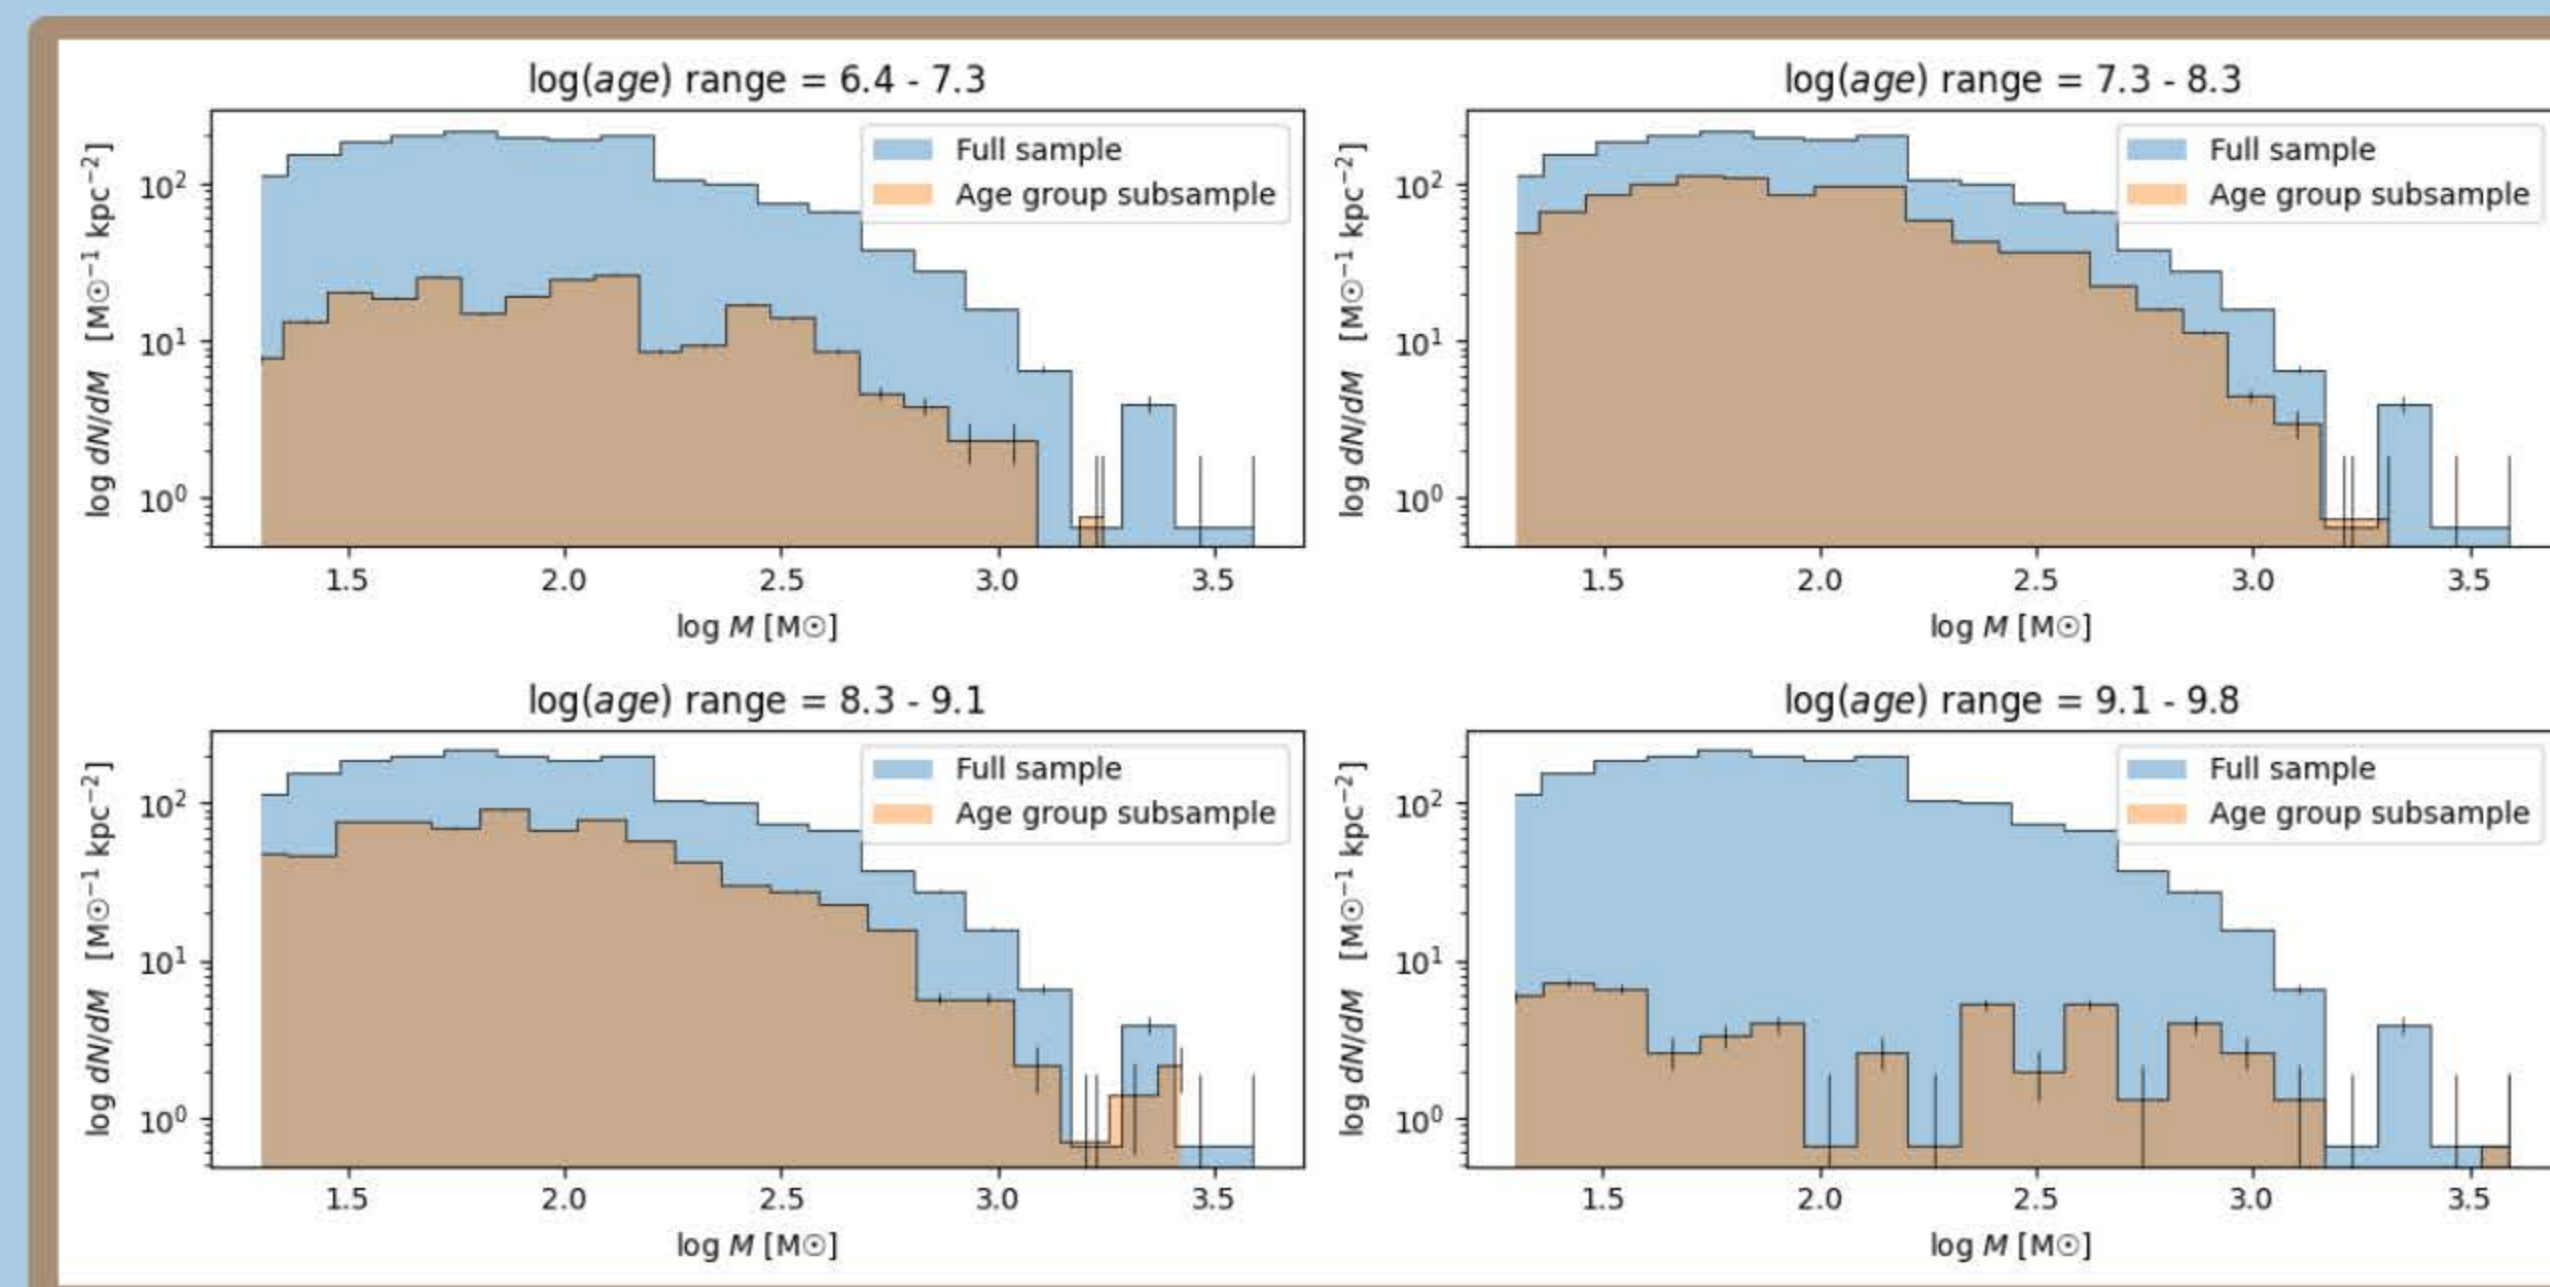 log(age) range = 6.4 - 7.3
log dN/dM [M☉⁻¹ kpc⁻²]
10²
10¹
10⁰
Full sample
Age group subsample
1.5 2.0 2.5 3.0 3.5
log M [M☉]
log(age) range = 7.3 - 8.3
log dN/dM [M☉⁻¹ kpc⁻²]
10²
10¹
10⁰
Full sample
Age group subsample
1.5 2.0 2.5 3.0 3.5
log M [M☉]
log(age) range = 8.3 - 9.1
log dN/dM [M☉⁻¹ kpc⁻²]
10²
10¹
10⁰
Full sample
Age group subsample
1.5 2.0 2.5 3.0 3.5
log M [M☉]
log(age) range = 9.1 - 9.8
log dN/dM [M☉⁻¹ kpc⁻²]
10²
10¹
10⁰
Full sample
Age group subsample
1.5 2.0 2.5 3.0 3.5
log M [M☉]